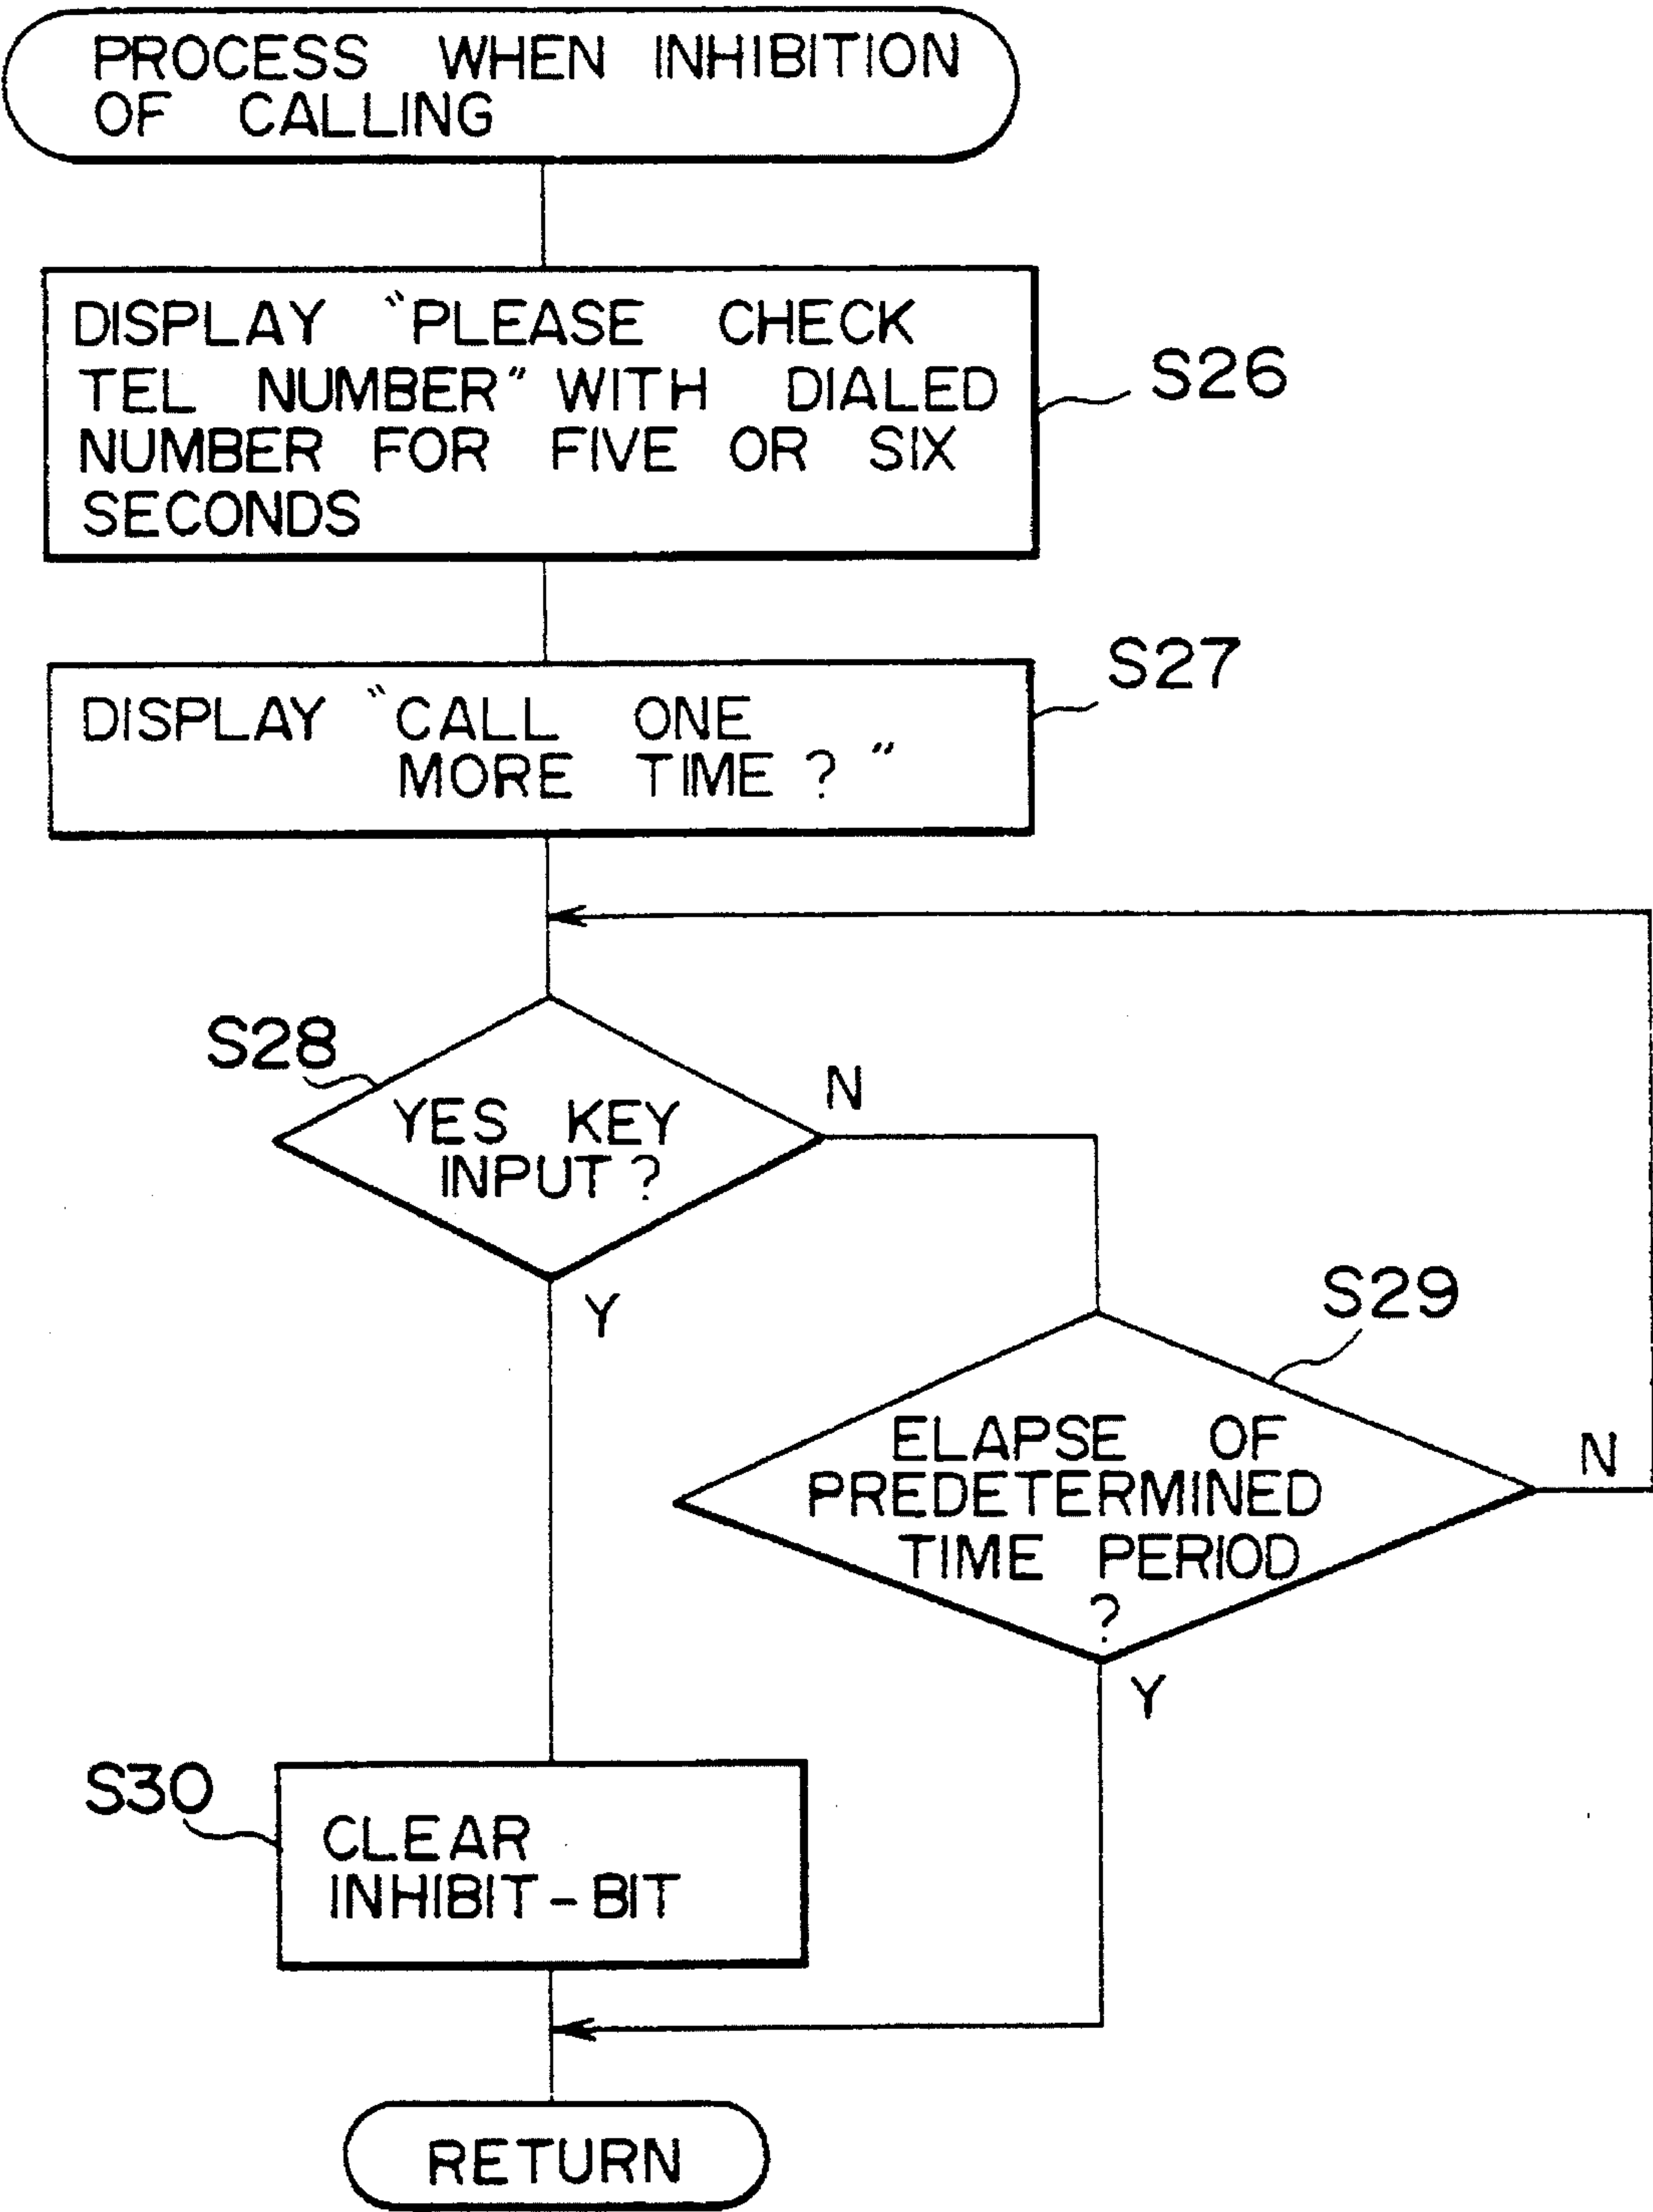 PROCESS WHEN INHIBITION
OF CALLING
DISPLAY "PLEASE CHECK
TEL NUMBER" WITH DIALED
NUMBER FOR FIVE OR SIX
SECONDS
S26
DISPLAY "CALL ONE
MORE TIME ? "
S27
S28
YES KEY
INPUT ?
N
Y
S29
ELAPSE OF
PREDETERMINED
TIME PERIOD
?
N
Y
S30
CLEAR
INHIBIT-BIT
RETURN